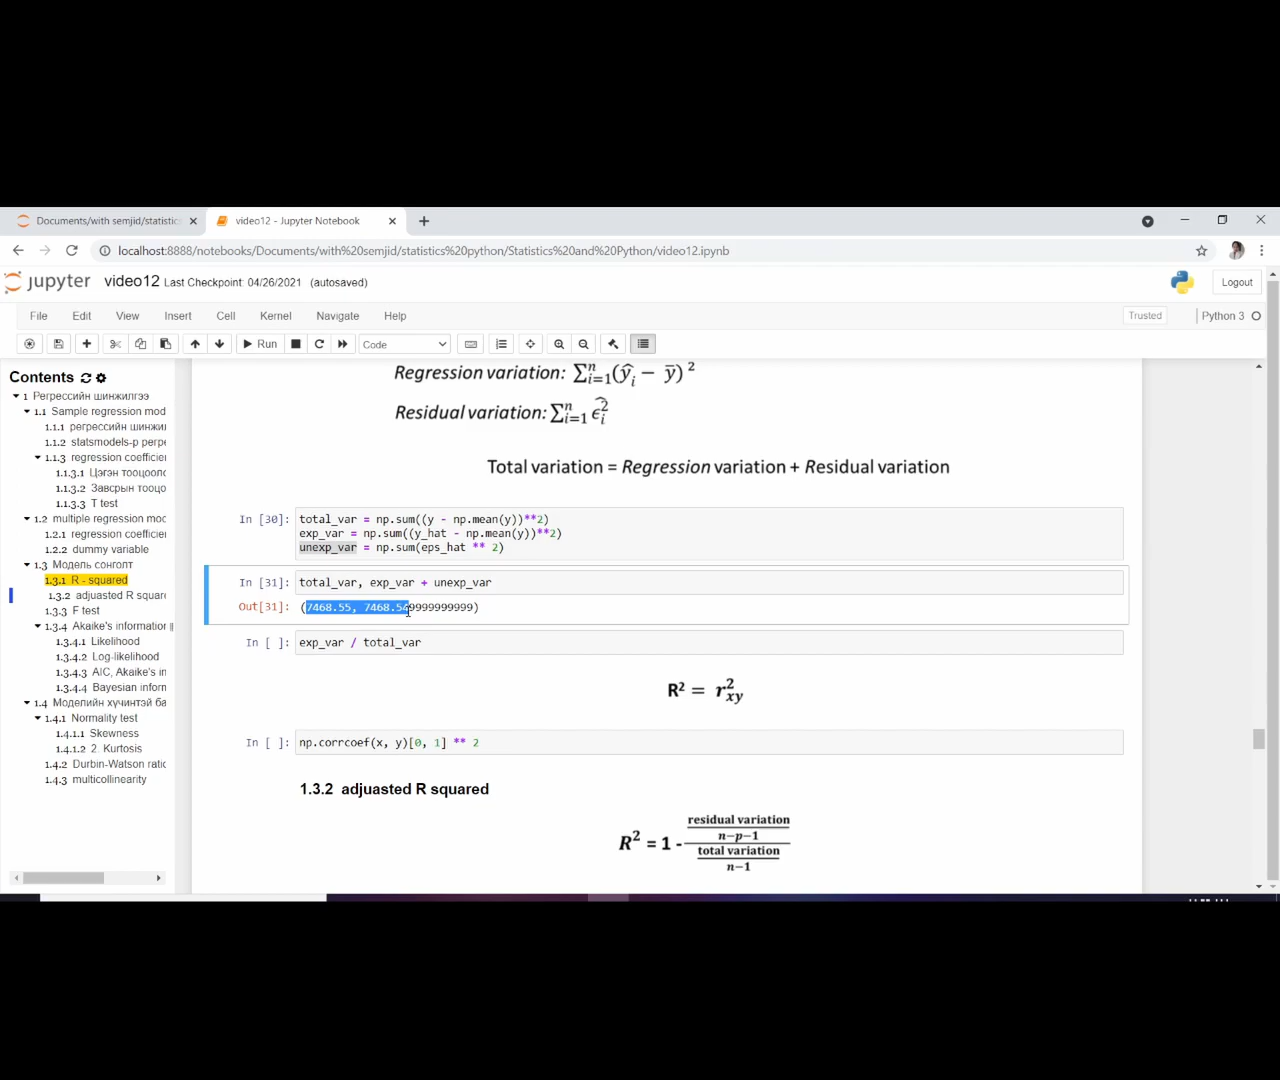 Documents/with semjid/statistic
video12 - Jupyter Notebook
localhost:8888/notebooks/Documents/with%20semjid/statistics%20python/Statistics%20and%20Python/video12.ipynb
jupyter video12 Last Checkpoint: 04/26/2021 (autosaved)
Logout
File Edit View Insert Cell Kernel Navigate Help
Trusted Python 3
Run Code
Contents
1 Регрессийн шинжилгээ
1.1 Sample regression mod
1.1.1 регрессийн шинжи
1.1.2 statsmodels-р регре
1.1.3 regression coefficie
1.1.3.1 Цэгэн тооцооло
1.1.3.2 Завсрын тооцо
1.1.3.3 T test
1.2 multiple regression moc
1.2.1 regression coefficien
1.2.2 dummy variable
1.3 Модель сонголт
1.3.1 R - squared
1.3.2 adjuasted R square
1.3.3 F test
1.3.4 Akaike's information
1.3.4.1 Likelihood
1.3.4.2 Log-likelihood
1.3.4.3 AIC, Akaike's in
1.3.4.4 Bayesian inforn
1.4 Моделийн хүчинтэй ба
1.4.1 Normality test
1.4.1.1 Skewness
1.4.1.2 2. Kurtosis
1.4.2 Durbin-Watson ratic
1.4.3 multicollinearity
Regression variation: ∑ⁿᵢ₌₁(ŷᵢ − ȳ)²
Residual variation: ∑ⁿᵢ₌₁ ε̂ᵢ²
Total variation = Regression variation + Residual variation
In [30]: total_var = np.sum((y - np.mean(y))**2)
exp_var = np.sum((y_hat - np.mean(y))**2)
unexp_var = np.sum(eps_hat ** 2)
In [31]: total_var, exp_var + unexp_var
Out[31]: (7468.55, 7468.549999999999)
In [ ]: exp_var / total_var
R² = r²xy
In [ ]: np.corrcoef(x, y)[0, 1] ** 2
1.3.2 adjuasted R squared
residual variation
n−p−1
R² = 1 -
total variation
n−1